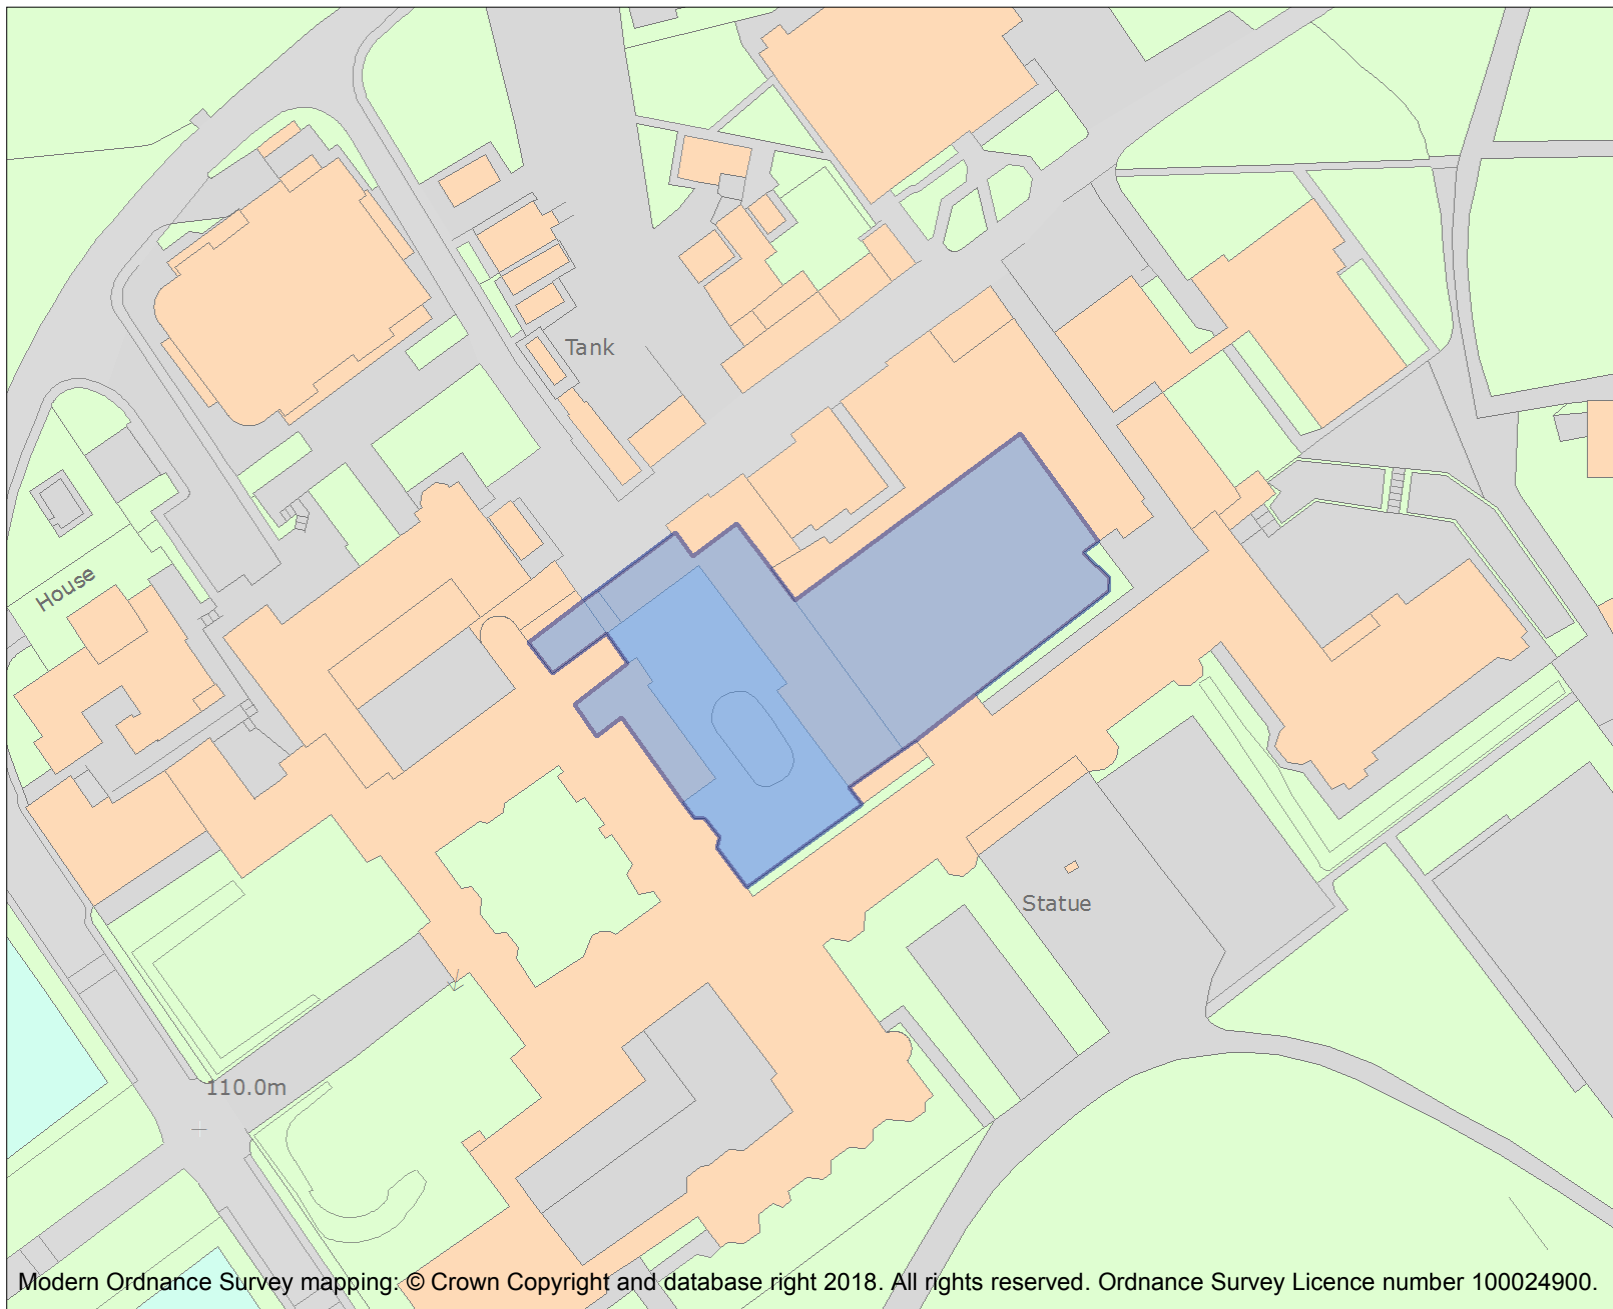 Tank
House
Statue
110.0m
Modern Ordnance Survey mapping: © Crown Copyright and database right 2018. All rights reserved. Ordnance Survey Licence number 100024900.